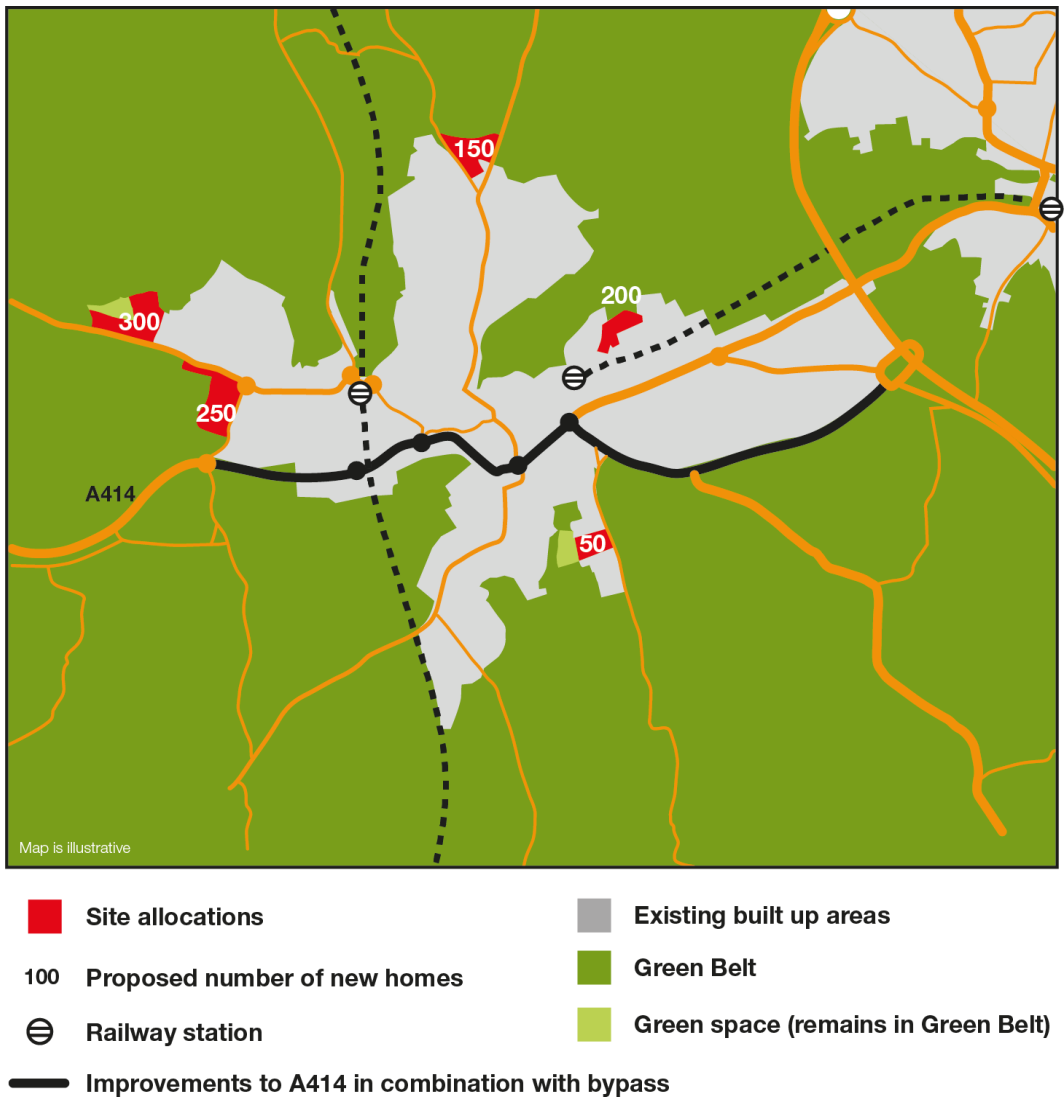 150
200
300
250
A414
50
Map is illustrative
Site allocations
Existing built up areas
100 Proposed number of new homes
Green Belt
Railway station
Green space (remains in Green Belt)
Improvements to A414 in combination with bypass